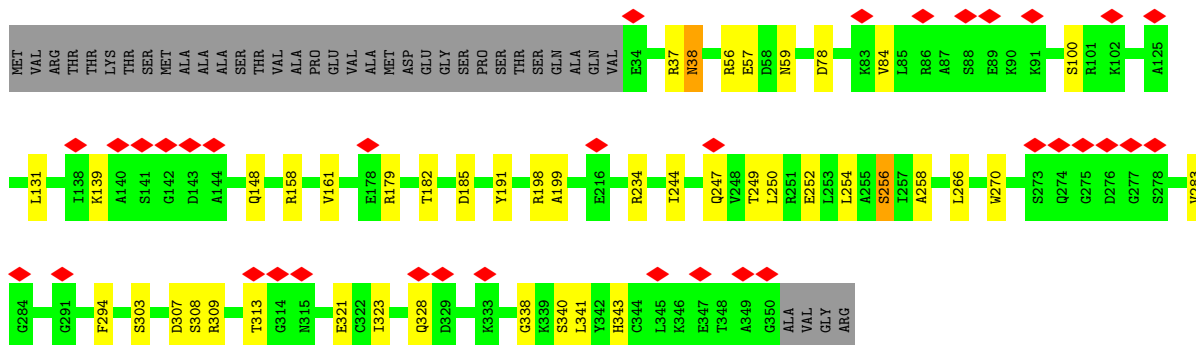 MET VAL ARG THR THR LYS THR SER MET ALA ALA ALA SER THR VAL ALA PRO GLU VAL ALA MET ASP GLU GLY SER PRO SER THR SER GLN ALA GLN VAL E34 R37 N38 R56 E57 D58 N59 D78 K83 V84 L85 R86 A87 S88 E89 K90 K91 S100 R101 K102 A125
L131 I138 K139 A140 S141 G142 D143 A144 Q148 R158 V161 E178 R179 T182 D185 Y191 R198 A199 E216 R234 I244 Q247 V248 T249 L250 R251 E252 L253 L254 A255 S256 I257 A258 L266 W270 S273 Q274 G275 D276 G277 S278 V283
G284 G291 F294 S303 D307 S308 R309 T313 G314 N315 E321 C322 I323 Q328 D329 K333 G338 K339 S340 L341 Y342 H343 C344 L345 K346 E347 T348 A349 G350 ALA VAL GLY ARG